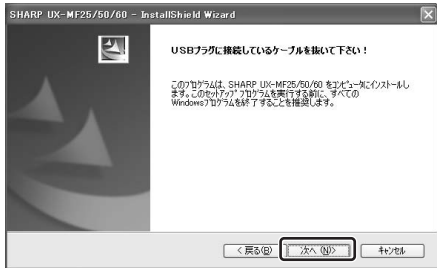 SHARP UX-MF25/50/60 - InstallShield Wizard
USBプラグに接続しているケーブルを抜いて下さい！
このプログラムは、SHARP UX-MF25/50/60 をコンピュータにインストールし
ます。このセットアップ プログラムを実行する前に、すべての
Windowsプログラムを終了することを推奨します。
< 戻る(B)
次へ (N)>
キャンセル